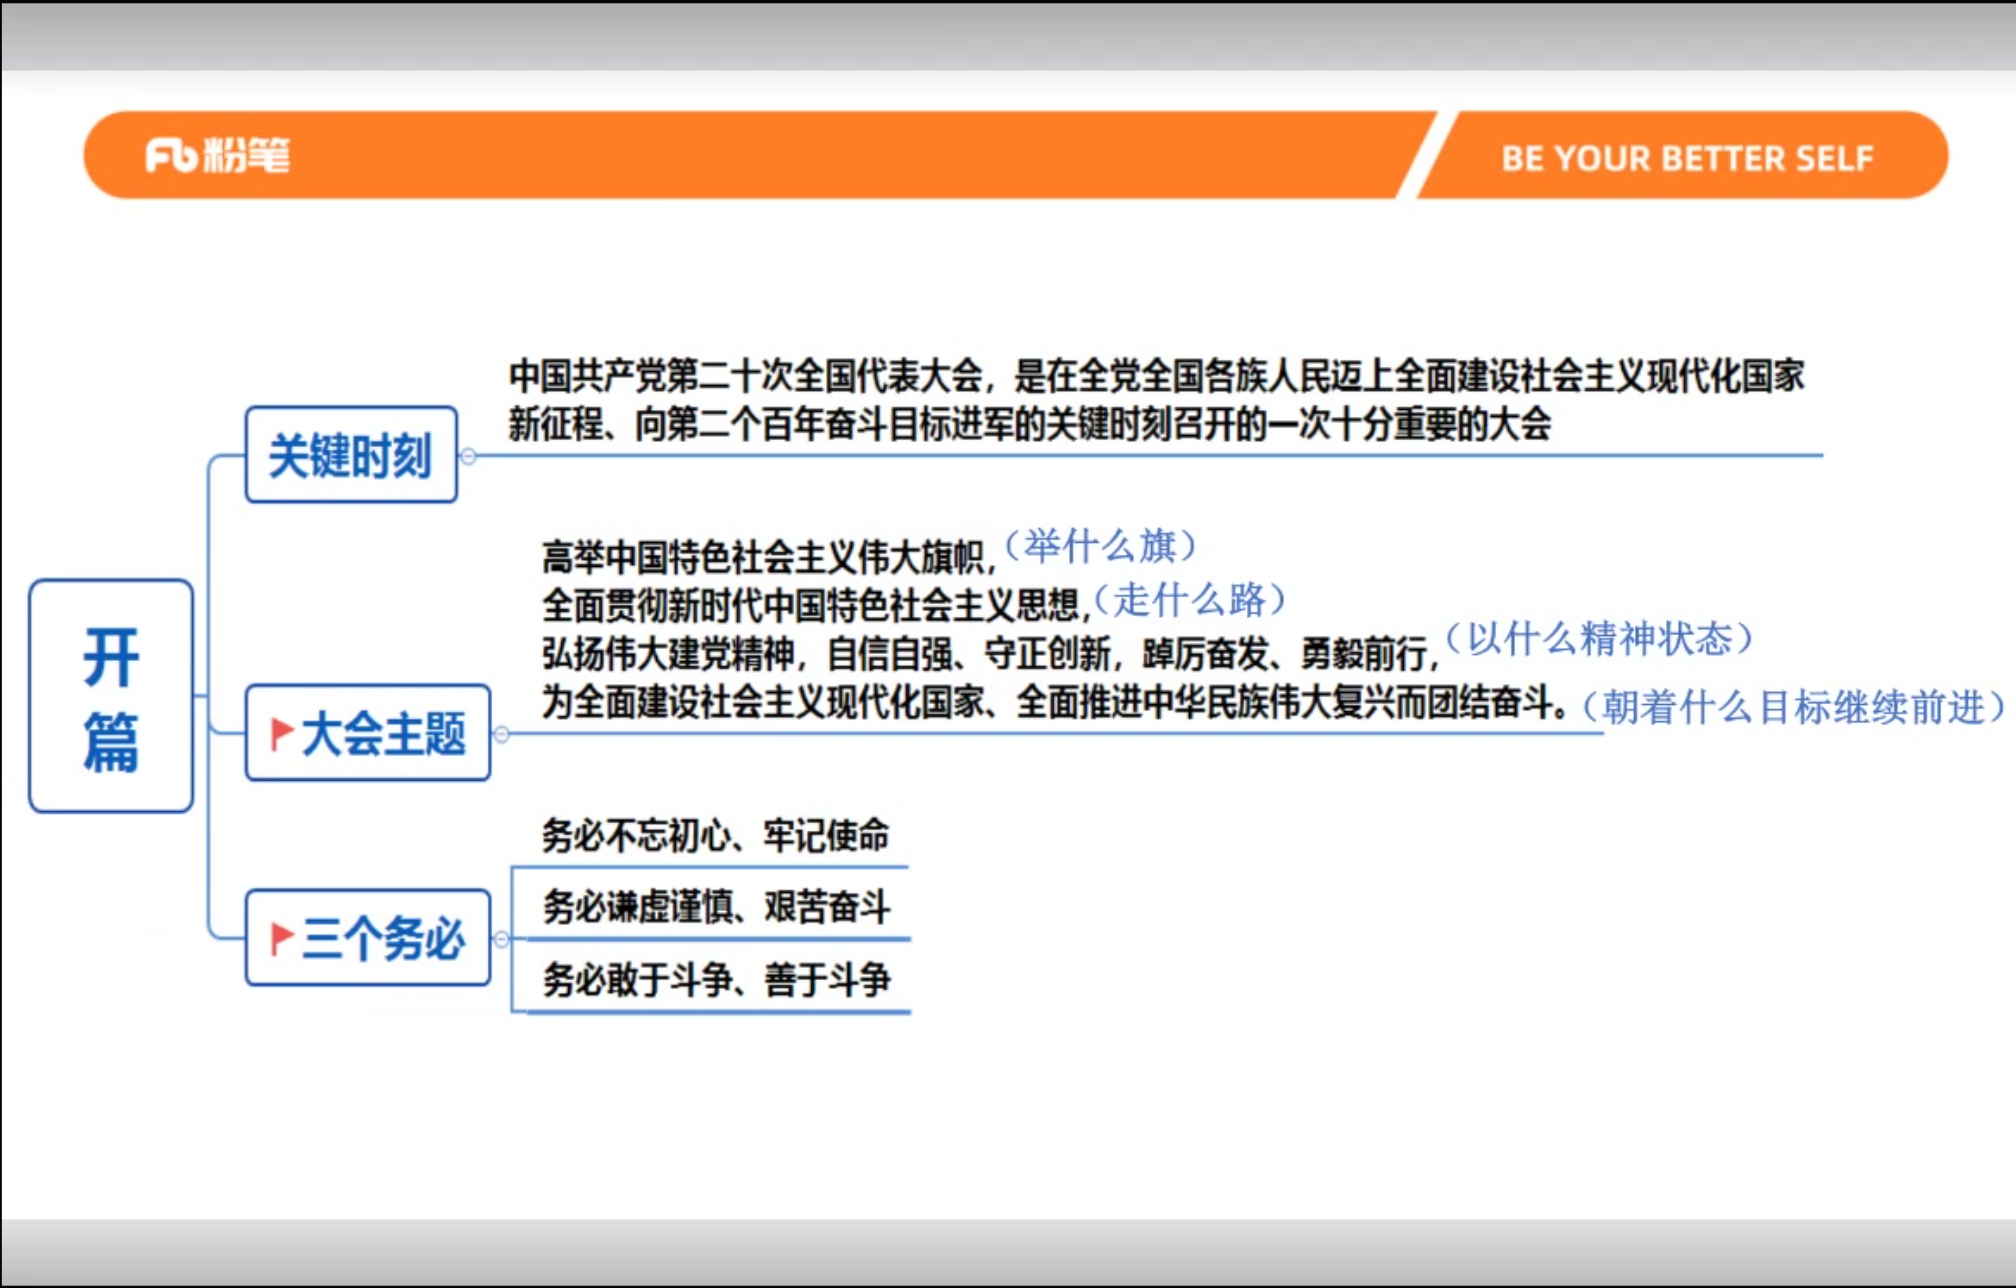 Fb粉笔
BE YOUR BETTER SELF
开篇
关键时刻
中国共产党第二十次全国代表大会，是在全党全国各族人民迈上全面建设社会主义现代化国家
新征程、向第二个百年奋斗目标进军的关键时刻召开的一次十分重要的大会
大会主题
高举中国特色社会主义伟大旗帜，（举什么旗）
全面贯彻新时代中国特色社会主义思想，（走什么路）
弘扬伟大建党精神，自信自强、守正创新，踔厉奋发、勇毅前行，（以什么精神状态）
为全面建设社会主义现代化国家、全面推进中华民族伟大复兴而团结奋斗。（朝着什么目标继续前进）
三个务必
务必不忘初心、牢记使命
务必谦虚谨慎、艰苦奋斗
务必敢于斗争、善于斗争